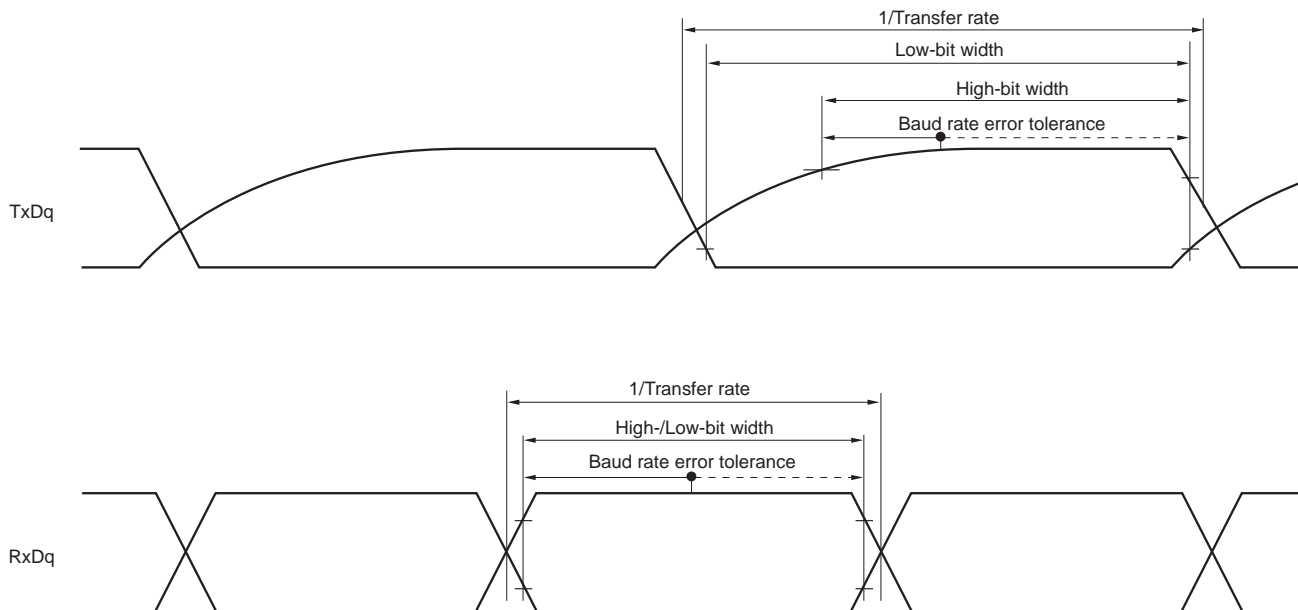 1/Transfer rate
Low-bit width
High-bit width
Baud rate error tolerance
TxDq
1/Transfer rate
High-/Low-bit width
Baud rate error tolerance
RxDq